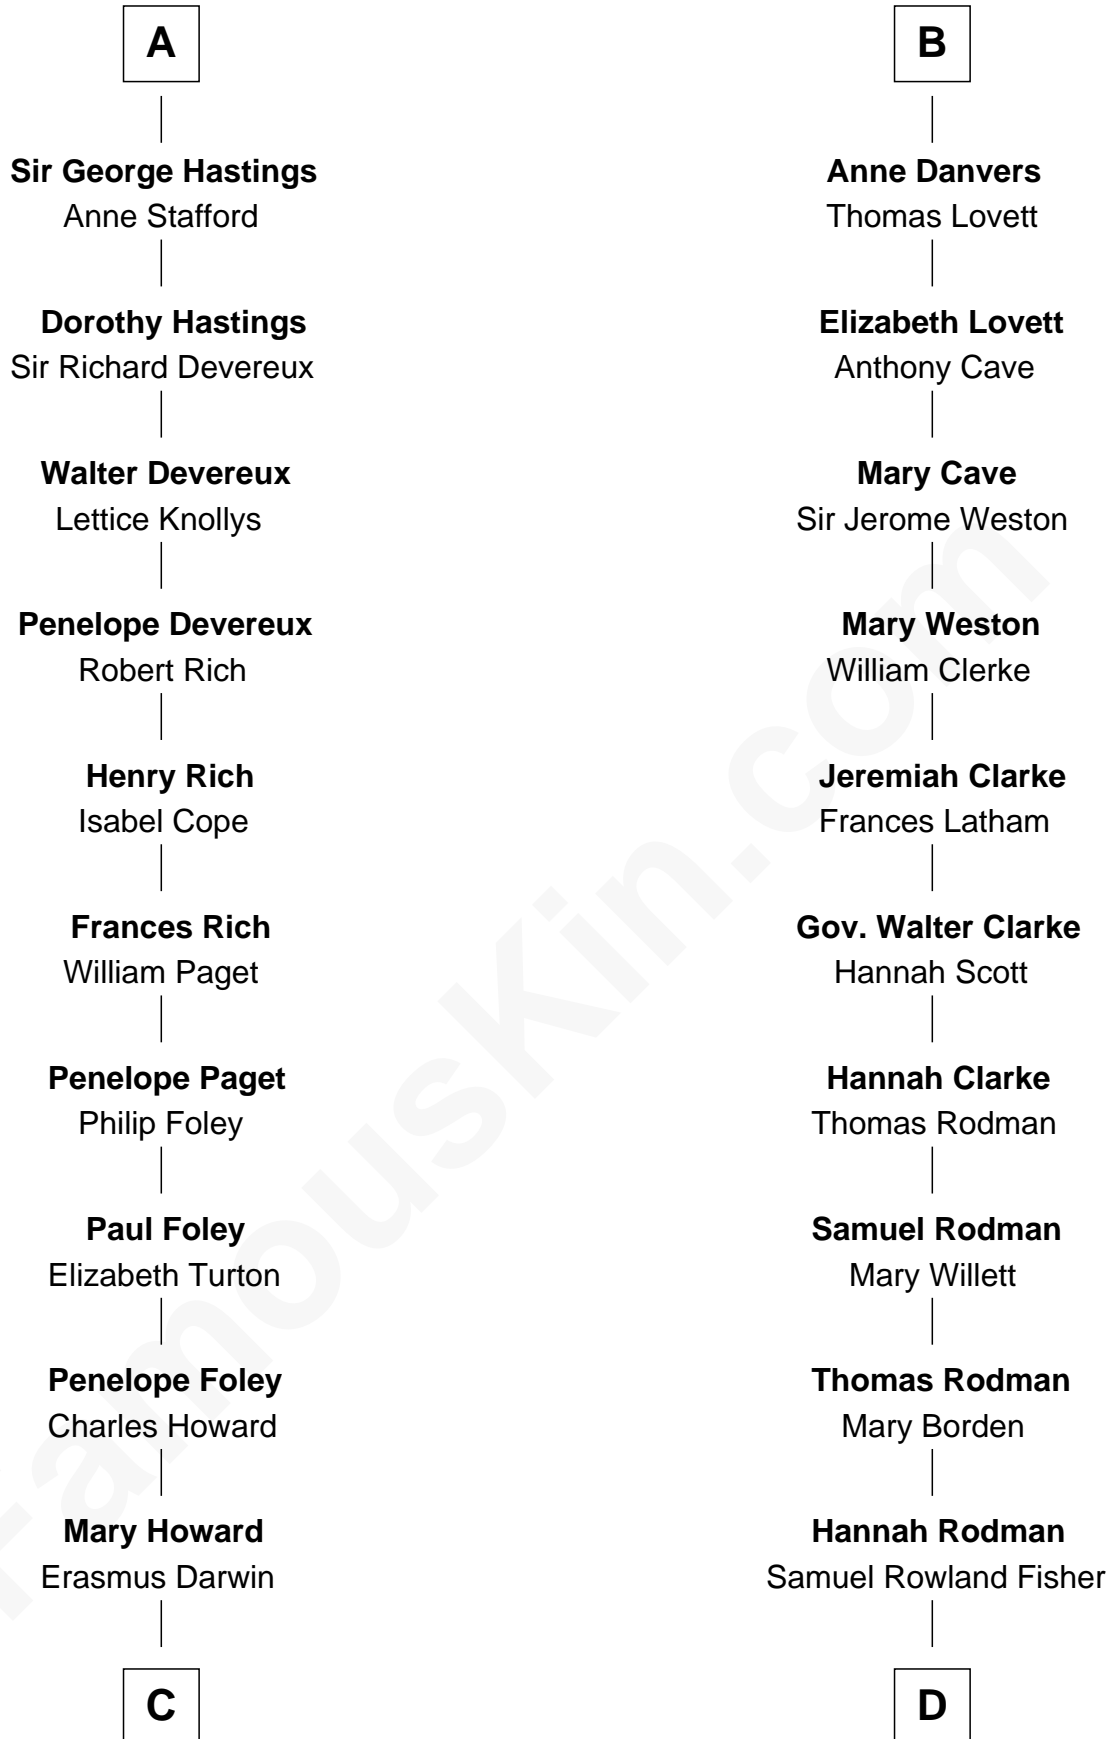 A
Sir George Hastings
Anne Stafford
Dorothy Hastings
Sir Richard Devereux
Walter Devereux
Lettice Knollys
Penelope Devereux
Robert Rich
Henry Rich
Isabel Cope
Frances Rich
William Paget
Penelope Paget
Philip Foley
Paul Foley
Elizabeth Turton
Penelope Foley
Charles Howard
Mary Howard
Erasmus Darwin
C
B
Anne Danvers
Thomas Lovett
Elizabeth Lovett
Anthony Cave
Mary Cave
Sir Jerome Weston
Mary Weston
William Clerke
Jeremiah Clarke
Frances Latham
Gov. Walter Clarke
Hannah Scott
Hannah Clarke
Thomas Rodman
Samuel Rodman
Mary Willett
Thomas Rodman
Mary Borden
Hannah Rodman
Samuel Rowland Fisher
D
FamousKin.com